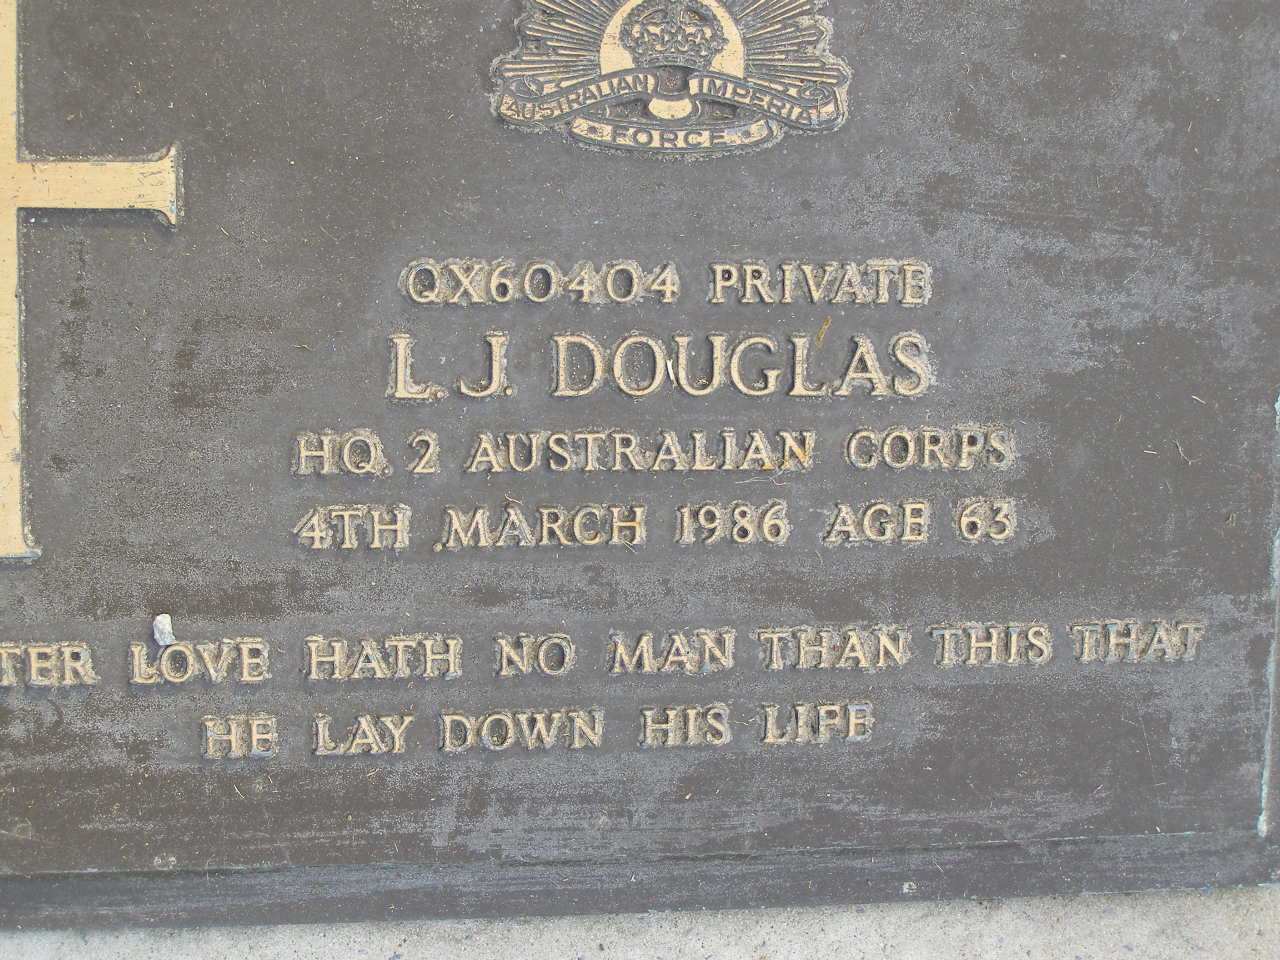 AUSTRALIAN IMPERIAL
FORCE
QX60404 PRIVATE
L.J. DOUGLAS
HQ 2 AUSTRALIAN CORPS
4TH MARCH 1986 AGE 63
TER LOVE HATH NO MAN THAN THIS THAT
HE LAY DOWN HIS LIFE